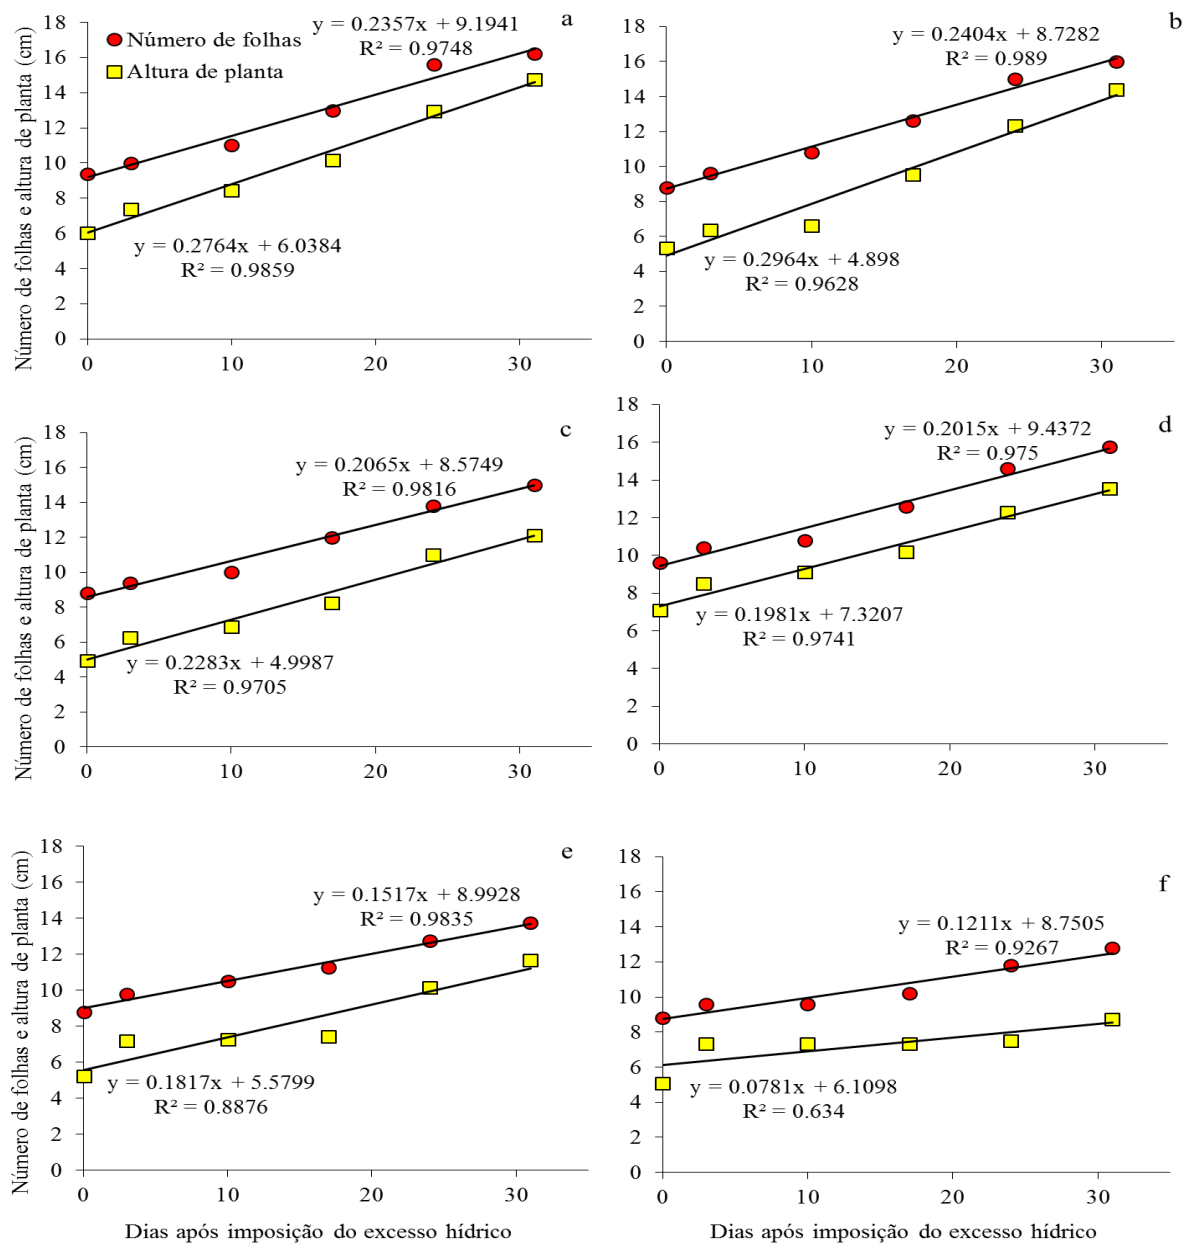 a
y = 0.2357x + 9.1941
R² = 0.9748
Número de folhas
Altura de planta
Número de folhas e altura de planta (cm)
18
16
14
12
10
8
6
4
2
0
y = 0.2764x + 6.0384
R² = 0.9859
0 10 20 30
b
y = 0.2404x + 8.7282
R² = 0.989
18
16
14
12
10
8
6
4
2
0
y = 0.2964x + 4.898
R² = 0.9628
0 10 20 30
c
y = 0.2065x + 8.5749
R² = 0.9816
Número de folhas e altura de planta (cm)
18
16
14
12
10
8
6
4
2
0
y = 0.2283x + 4.9987
R² = 0.9705
0 10 20 30
d
y = 0.2015x + 9.4372
R² = 0.975
18
16
14
12
10
8
6
4
2
0
y = 0.1981x + 7.3207
R² = 0.9741
0 10 20 30
e
y = 0.1517x + 8.9928
R² = 0.9835
Número de folhas e altura de planta (cm)
18
16
14
12
10
8
6
4
2
0
y = 0.1817x + 5.5799
R² = 0.8876
0 10 20 30
Dias após imposição do excesso hídrico
f
y = 0.1211x + 8.7505
R² = 0.9267
18
16
14
12
10
8
6
4
2
0
y = 0.0781x + 6.1098
R² = 0.634
0 10 20 30
Dias após imposição do excesso hídrico